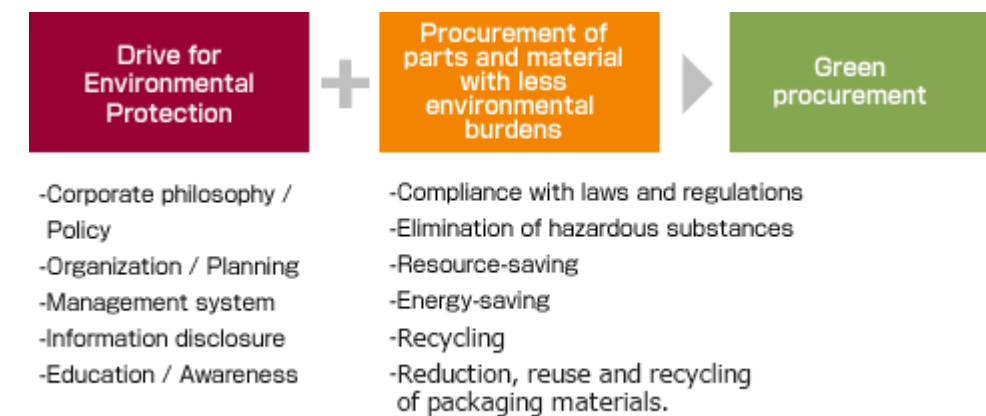 Drive for
Environmental
Protection
Procurement of
parts and material
with less
environmental
burdens
Green
procurement
-Corporate philosophy /
Policy
-Organization / Planning
-Management system
-Information disclosure
-Education / Awareness
-Compliance with laws and regulations
-Elimination of hazardous substances
-Resource-saving
-Energy-saving
-Recycling
-Reduction, reuse and recycling
of packaging materials.